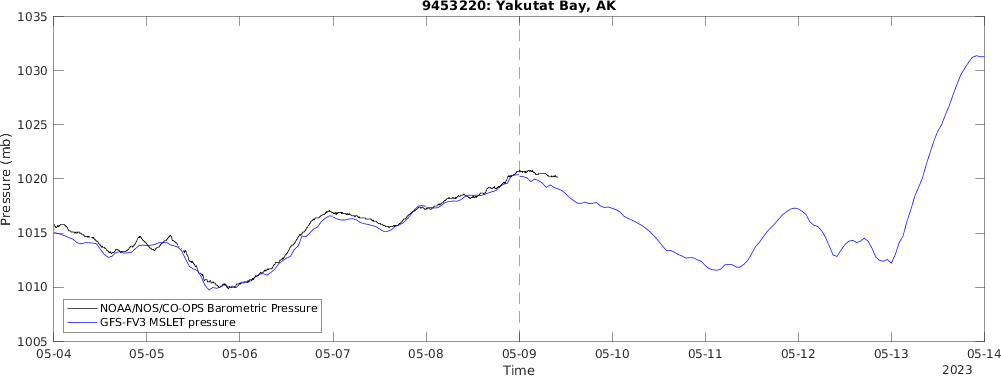 9453220: Yakutat Bay, AK
Pressure (mb)
1035
1030
1025
1020
1015
1010
1005
NOAA/NOS/CO-OPS Barometric Pressure
GFS-FV3 MSLET pressure
05-04 05-05 05-06 05-07 05-08 05-09 05-10 05-11 05-12 05-13 05-14
Time
2023